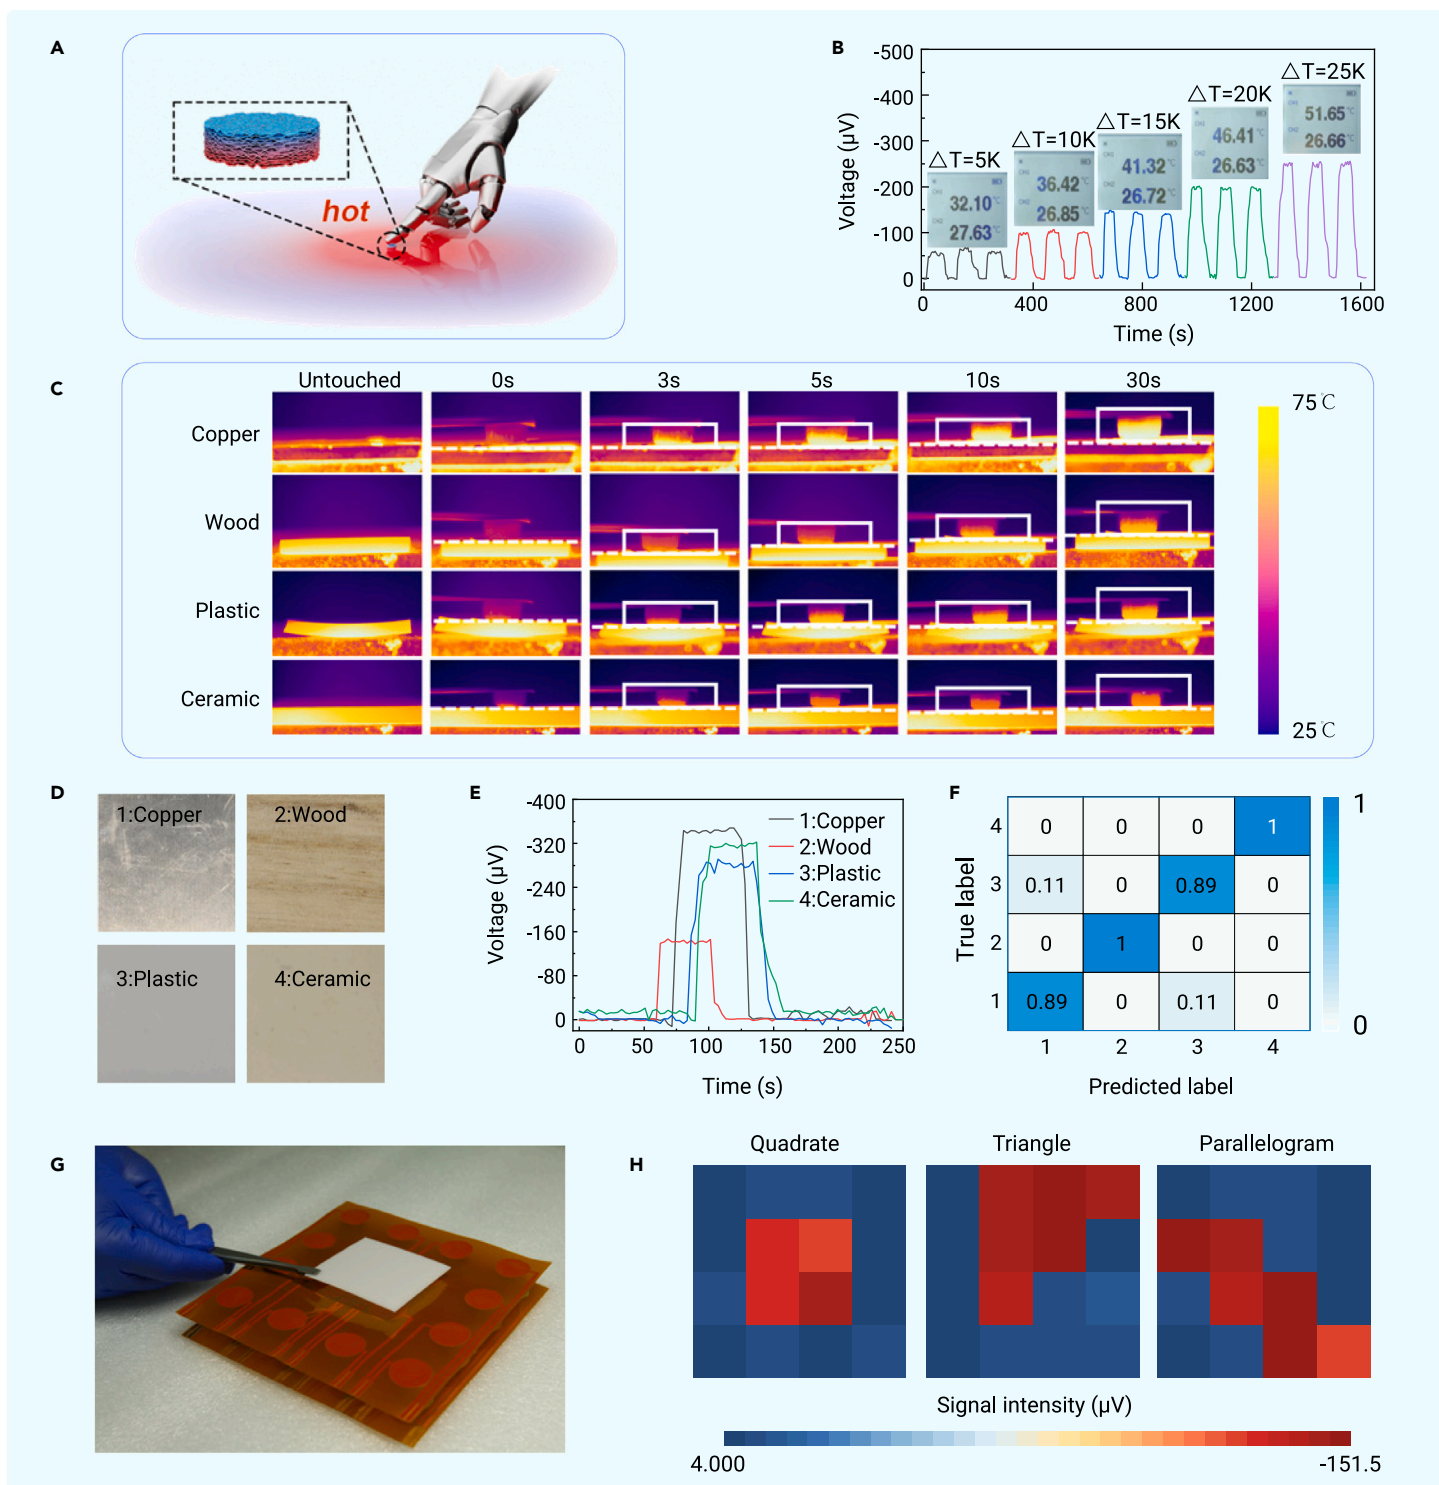 A
hot
B
Voltage (µV)
-500
-400
-300
-200
-100
0
0
400
800
1200
1600
Time (s)
△T=5K
△T=10K
△T=15K
△T=20K
△T=25K
32.10
27.63
36.42
26.85
41.32
26.72
46.41
26.63
51.65
26.66
C
Untouched
0s
3s
5s
10s
30s
Copper
Wood
Plastic
Ceramic
75℃
25℃
D
1:Copper
2:Wood
3:Plastic
4:Ceramic
E
Voltage (µV)
-400
-320
-240
-160
-80
0
0
50
100
150
200
250
Time (s)
1:Copper
2:Wood
3:Plastic
4:Ceramic
F
True label
4
3
2
1
0 0 0 1
0.11 0 0.89 0
0 1 0 0
0.89 0 0.11 0
1 2 3 4
Predicted label
1
0
G
H
Quadrate
Triangle
Parallelogram
Signal intensity (µV)
4.000
-151.5